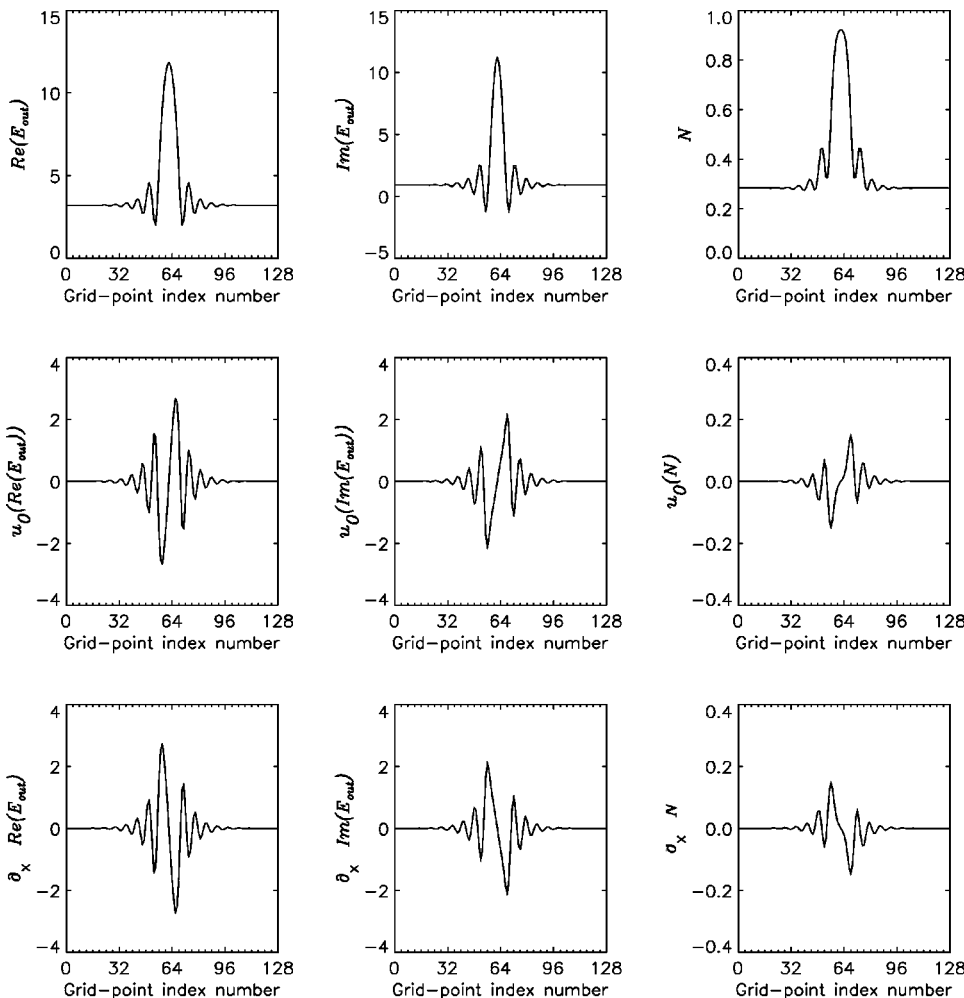 15 10 5 0
Re(E_out)
0 32 64 96 128
Grid-point index number
15 10 5 0 -5
Im(E_out)
0 32 64 96 128
Grid-point index number
1.0 0.8 0.6 0.4 0.2 0.0
N
0 32 64 96 128
Grid-point index number
4 2 0 -2 -4
u_0(Re(E_out))
0 32 64 96 128
Grid-point index number
4 2 0 -2 -4
u_0(Im(E_out))
0 32 64 96 128
Grid-point index number
0.4 0.2 0.0 -0.2 -0.4
u_0(N)
0 32 64 96 128
Grid-point index number
4 2 0 -2 -4
∂_x Re(E_out)
0 32 64 96 128
Grid-point index number
4 2 0 -2 -4
∂_x Im(E_out)
0 32 64 96 128
Grid-point index number
0.4 0.2 0.0 -0.2 -0.4
∂_x N
0 32 64 96 128
Grid-point index number